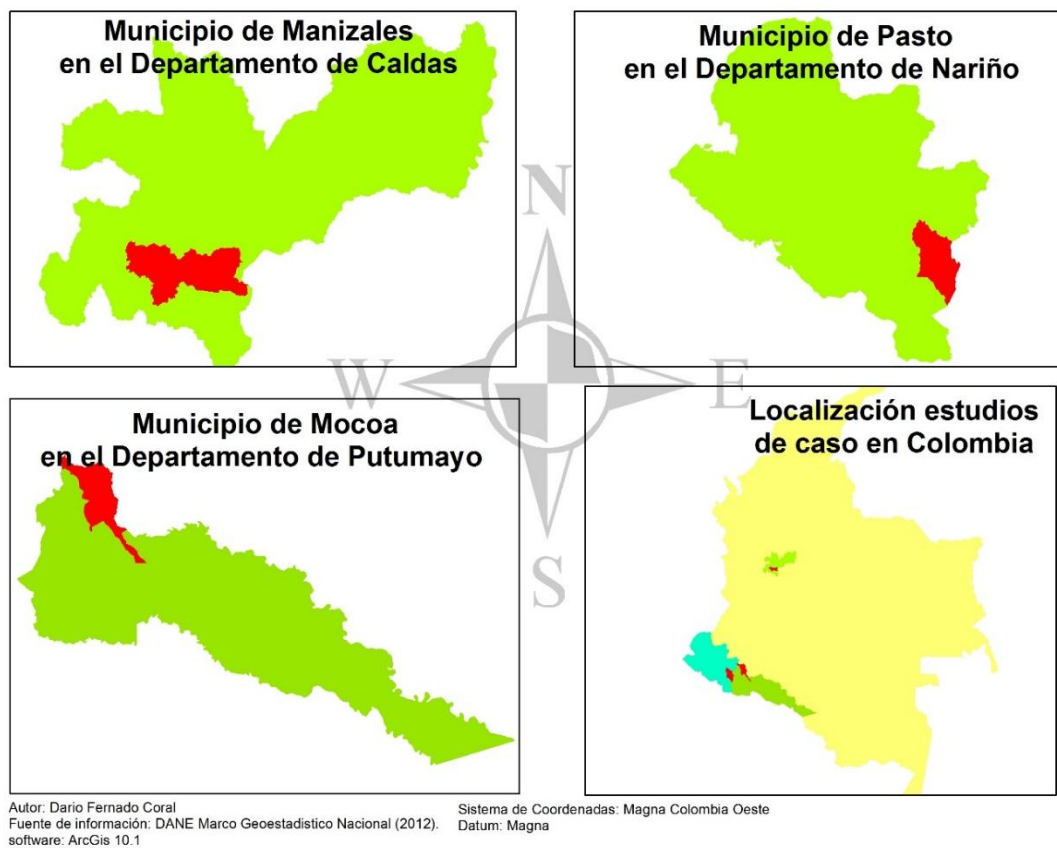 Municipio de Manizales
en el Departamento de Caldas
Municipio de Pasto
en el Departamento de Nariño
N
W
E
S
Municipio de Mocoa
en el Departamento de Putumayo
Localización estudios
de caso en Colombia
Autor: Dario Fernado Coral
Fuente de información: DANE Marco Geoestadistico Nacional (2012).
software: ArcGis 10.1
Sistema de Coordenadas: Magna Colombia Oeste
Datum: Magna